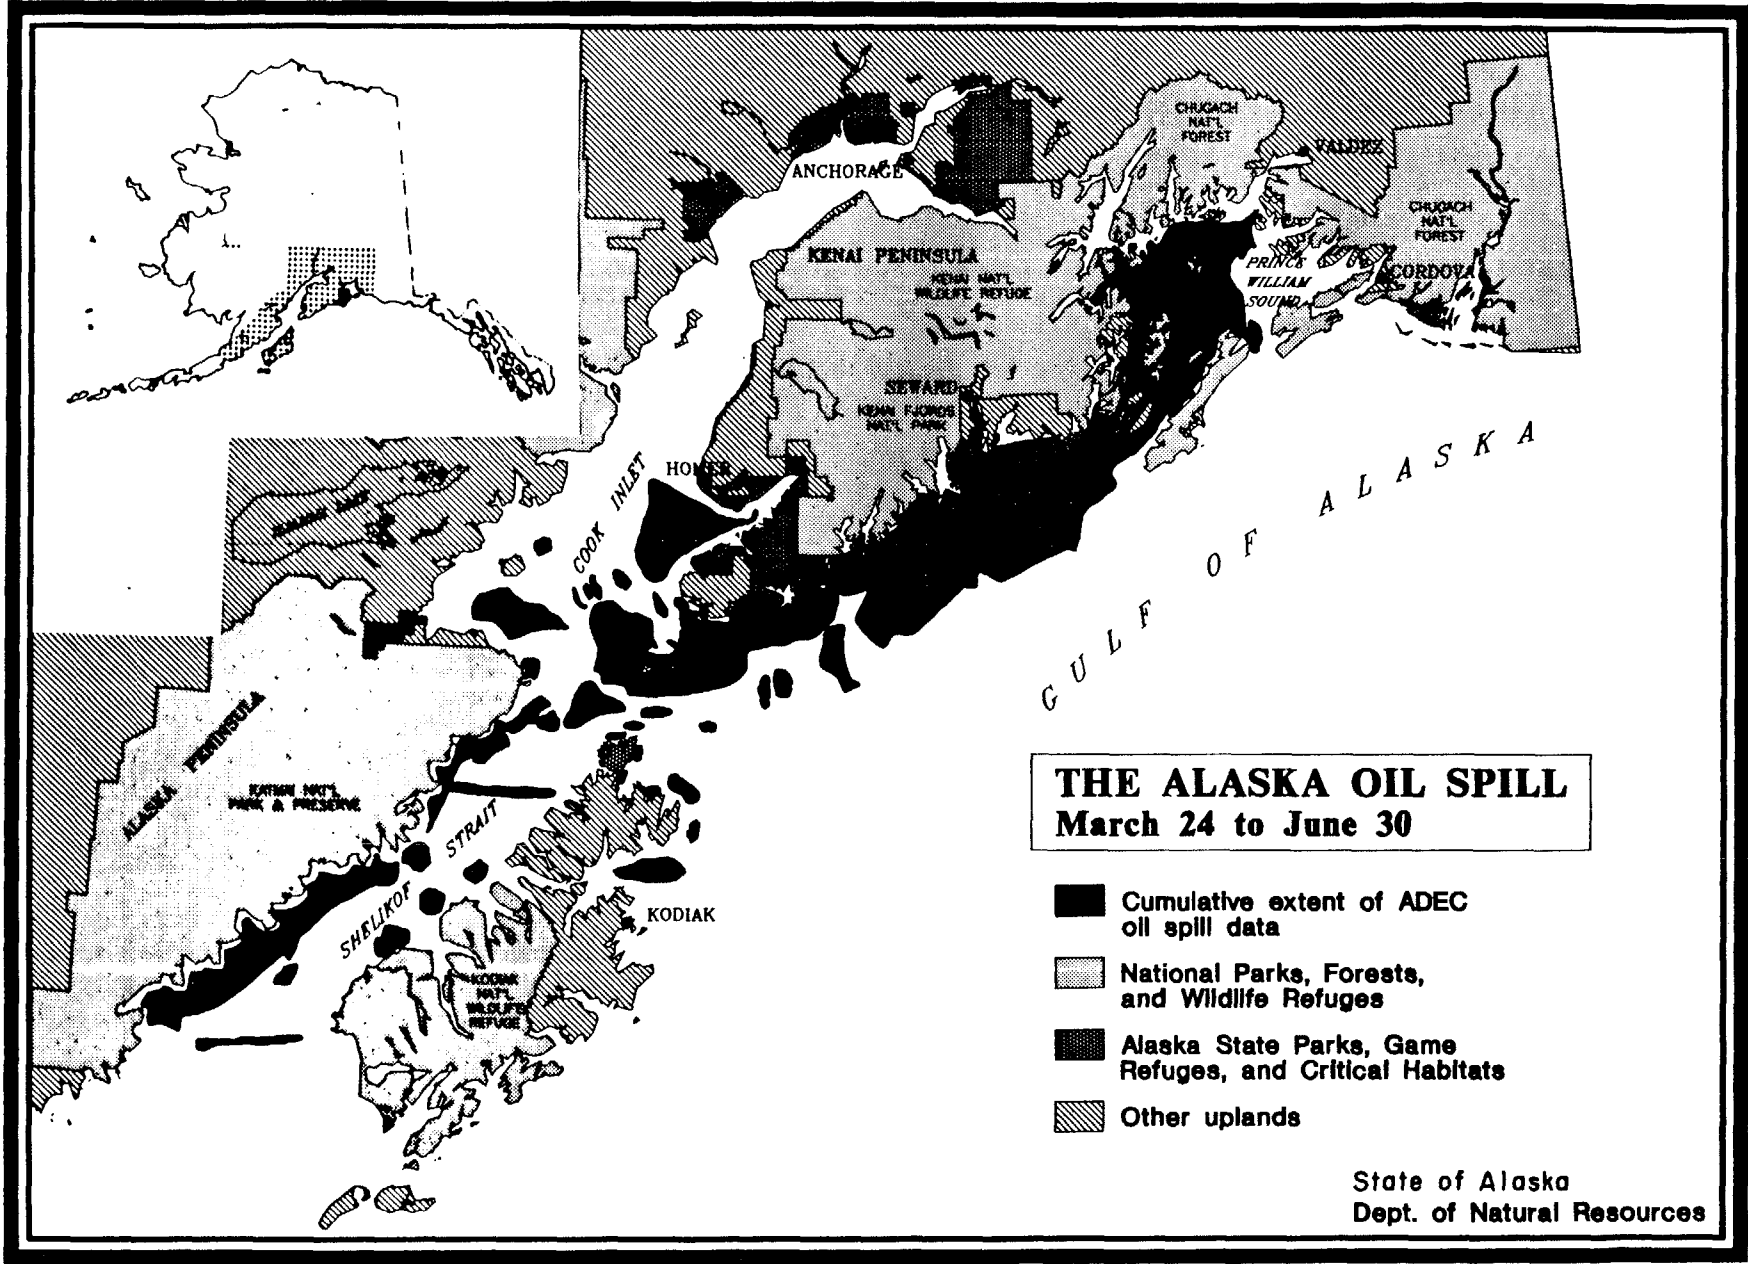 CHUGACH
NAT'L
FOREST
VALDEZ
ANCHORAGE
CHUGACH
NAT'L
FOREST
KENAI PENINSULA
KENAI NAT'L
WILDLIFE REFUGE
PRINCE
WILLIAM
SOUND
CORDOVA
SEWARD
KENAI FJORDS
NAT'L PARK
HOMER
COOK INLET
GULF OF ALASKA
ALASKA PENINSULA
KATMAI NAT'L
PARK & PRESERVE
SHELIKOF STRAIT
KODIAK
KODIAK
NAT'L
WILDLIFE
REFUGE
THE ALASKA OIL SPILL
March 24 to June 30
Cumulative extent of ADEC
oil spill data
National Parks, Forests,
and Wildlife Refuges
Alaska State Parks, Game
Refuges, and Critical Habitats
Other uplands
State of Alaska
Dept. of Natural Resources